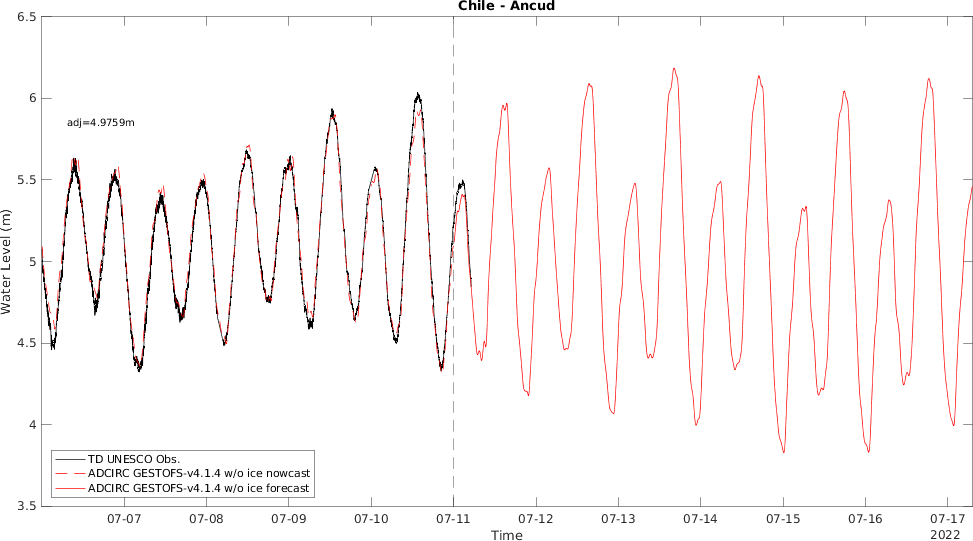 Chile - Ancud
6.5
6
5.5
5
4.5
4
3.5
Water Level (m)
adj=4.9759m
TD UNESCO Obs.
ADCIRC GESTOFS-v4.1.4 w/o ice nowcast
ADCIRC GESTOFS-v4.1.4 w/o ice forecast
07-07 07-08 07-09 07-10 07-11 07-12 07-13 07-14 07-15 07-16 07-17
Time
2022